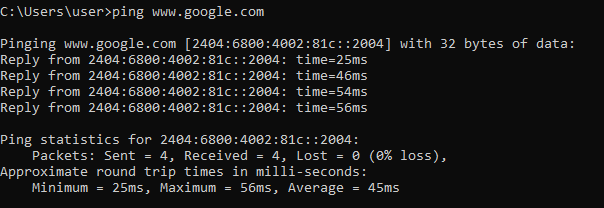 C:\Users\user>ping www.google.com
Pinging www.google.com [2404:6800:4002:81c::2004] with 32 bytes of data:
Reply from 2404:6800:4002:81c::2004: time=25ms
Reply from 2404:6800:4002:81c::2004: time=46ms
Reply from 2404:6800:4002:81c::2004: time=54ms
Reply from 2404:6800:4002:81c::2004: time=56ms
Ping statistics for 2404:6800:4002:81c::2004:
    Packets: Sent = 4, Received = 4, Lost = 0 (0% loss),
Approximate round trip times in milli-seconds:
    Minimum = 25ms, Maximum = 56ms, Average = 45ms